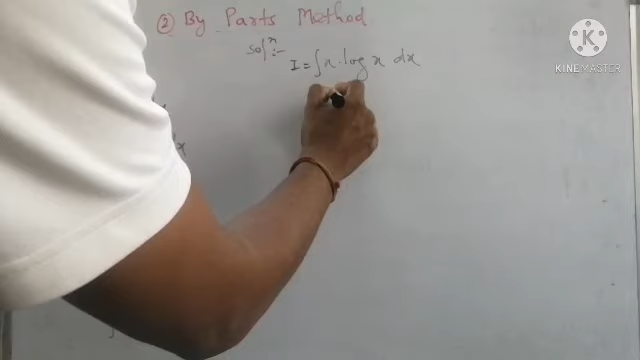 ② By Parts Method
Solⁿ :-
I = ∫ x · log x dx
x
KINEMASTER